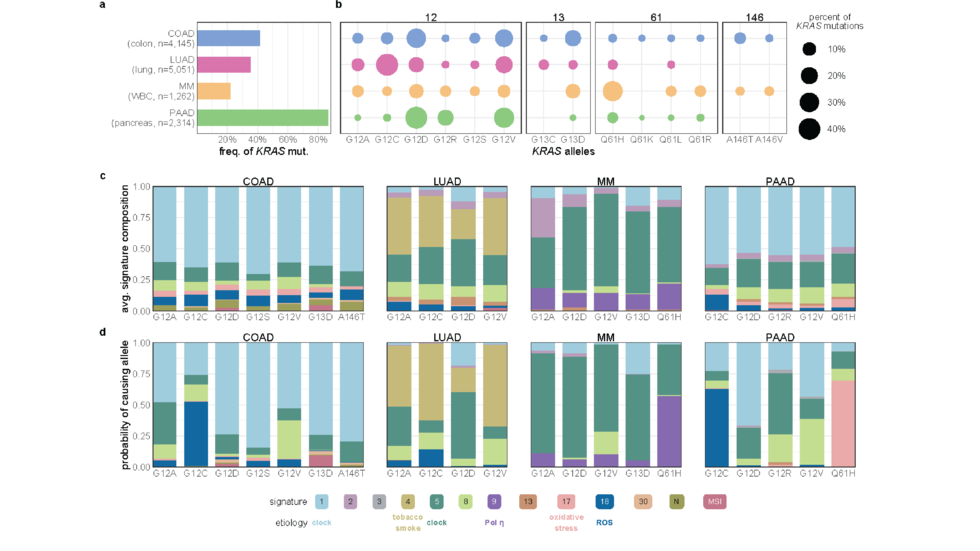 a
COAD
(colon, n=4,145)
LUAD
(lung, n=5,051)
MM
(WBC, n=1,262)
PAAD
(pancreas, n=2,314)
20% 40% 60% 80%
freq. of KRAS mut.
b
12 13 61 146
G12A G12C G12D G12R G12S G12V G13C G13D Q61H Q61K Q61L Q61R A146T A146V
KRAS alleles
percent of
KRAS mutations
10%
20%
30%
40%
c
COAD LUAD MM PAAD
avg. signature composition
1.00
0.75
0.50
0.25
0.00
G12A G12C G12D G12S G12V G13D A146T
G12A G12C G12D G12V
G12A G12D G12V G13D Q61H
G12C G12D G12R G12V Q61H
d
COAD LUAD MM PAAD
probability of causing allele
1.00
0.75
0.50
0.25
0.00
G12A G12C G12D G12S G12V G13D A146T
G12A G12C G12D G12V
G12A G12D G12V G13D Q61H
G12C G12D G12R G12V Q61H
signature 1 2 3 4 5 8 9 13 17 18 30 N MSI
etiology clock tobacco smoke clock Pol η oxidative stress ROS